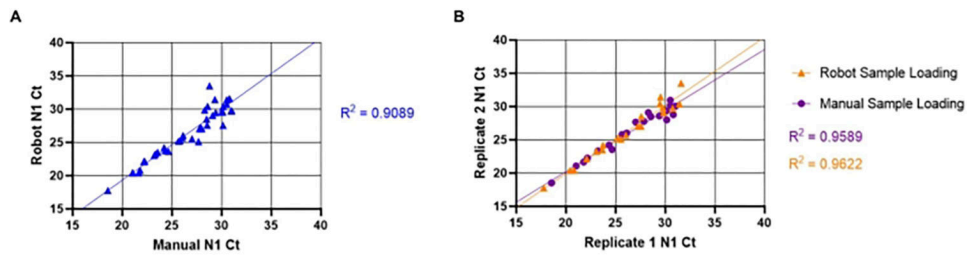 A
Robot N1 Ct
40
35
30
25
20
15
15 20 25 30 35 40
Manual N1 Ct
R² = 0.9089
B
Replicate 2 N1 Ct
40
35
30
25
20
15
15 20 25 30 35 40
Replicate 1 N1 Ct
Robot Sample Loading
Manual Sample Loading
R² = 0.9589
R² = 0.9622